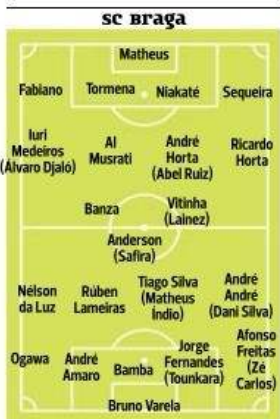 SC BRAGA
Matheus
Fabiano Tormena Niakaté Sequeira
Iuri Medeiros (Álvaro Djaló) Al Musrati André Horta (Abel Ruiz) Ricardo Horta
Banza Vitinha (Lainez)
Anderson (Safira)
Nélson da Luz Rúben Lameiras Tiago Silva (Matheus Índio) André André (Dani Silva)
Ogawa André Amaro Bamba Jorge Fernandes (Tounkara) Afonso Freitas (Zé Carlos)
Bruno Varela